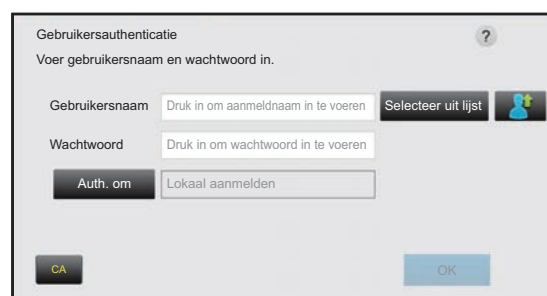 Gebruikersauthenticatie ?
Voer gebruikersnaam en wachtwoord in.
Gebruikersnaam Druk in om aanmeldnaam in te voeren Selecteer uit lijst
Wachtwoord Druk in om wachtwoord in te voeren
Auth. om Lokaal aanmelden
CA OK